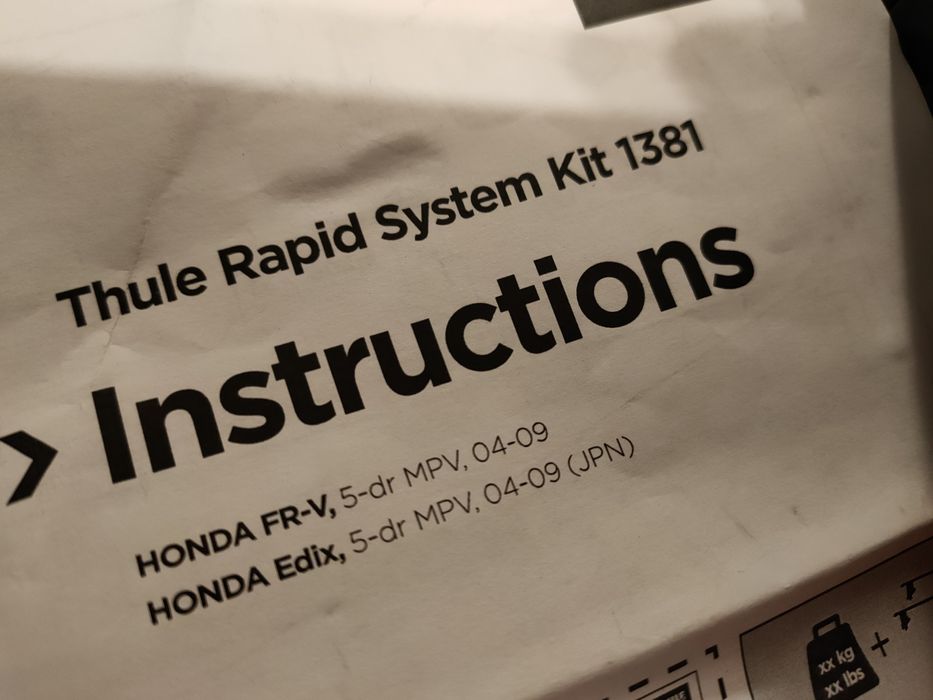 Thule Rapid System Kit 1381
› Instructions
HONDA FR-V, 5-dr MPV, 04-09
HONDA Edix, 5-dr MPV, 04-09 (JPN)
xx kg
xx lbs
+